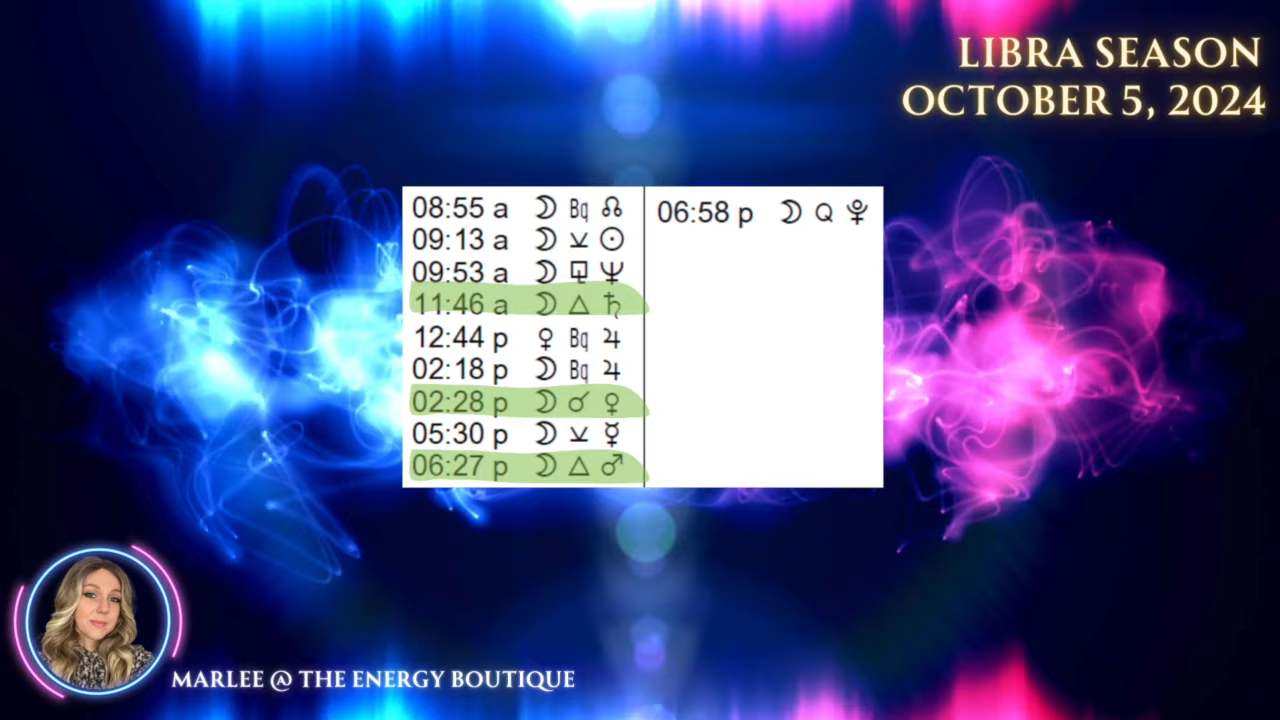 LIBRA SEASON
OCTOBER 5, 2024
08:55 a ☽ Bq ☊
09:13 a ☽ ⚺ ☉
09:53 a ☽ ⚼ ♆
11:46 a ☽ △ ♄
12:44 p ♀ Bq ♃
02:18 p ☽ Bq ♃
02:28 p ☽ ☌ ♀
05:30 p ☽ ⚺ ☿
06:27 p ☽ △ ♂
06:58 p ☽ Q ♇
MARLEE @ THE ENERGY BOUTIQUE